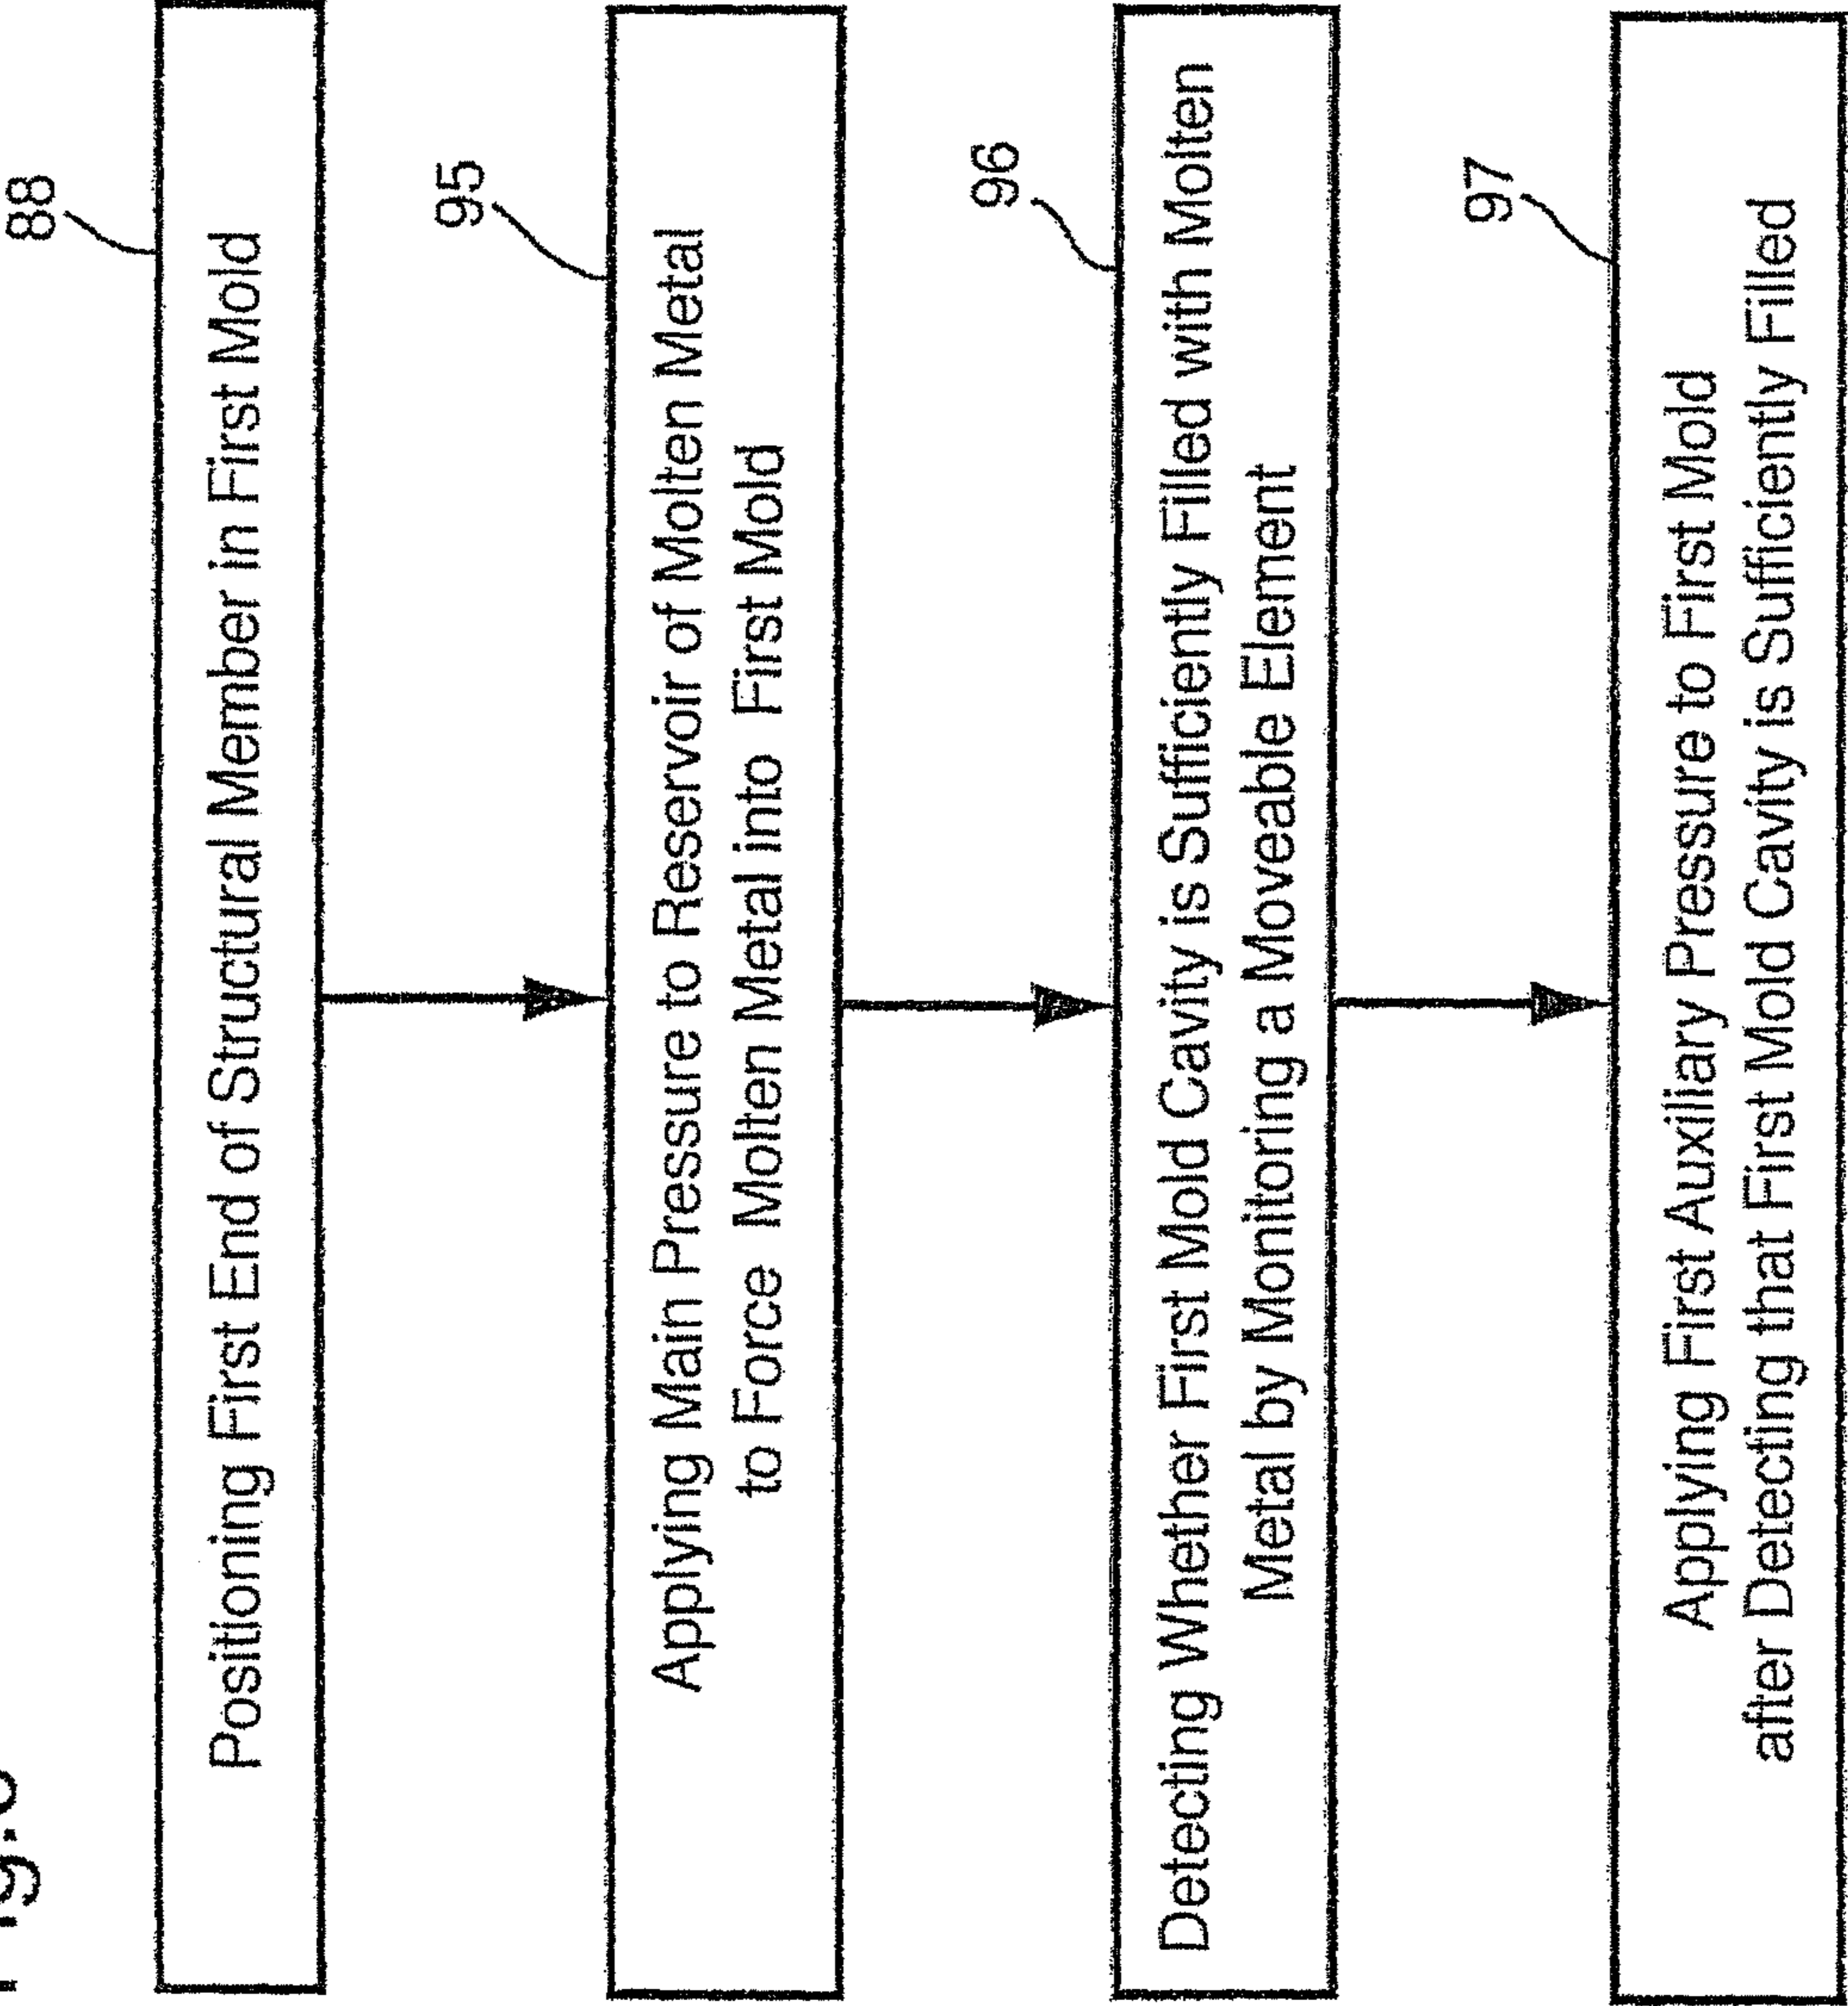 88
Positioning First End of Structural Member in First Mold
95
Applying Main Pressure to Reservoir of Molten Metal
to Force Molten Metal into First Mold
96
Detecting Whether First Mold Cavity is Sufficiently Filled with Molten
Metal by Monitoring a Moveable Element
97
Applying First Auxiliary Pressure to First Mold
after Detecting that First Mold Cavity is Sufficiently Filled